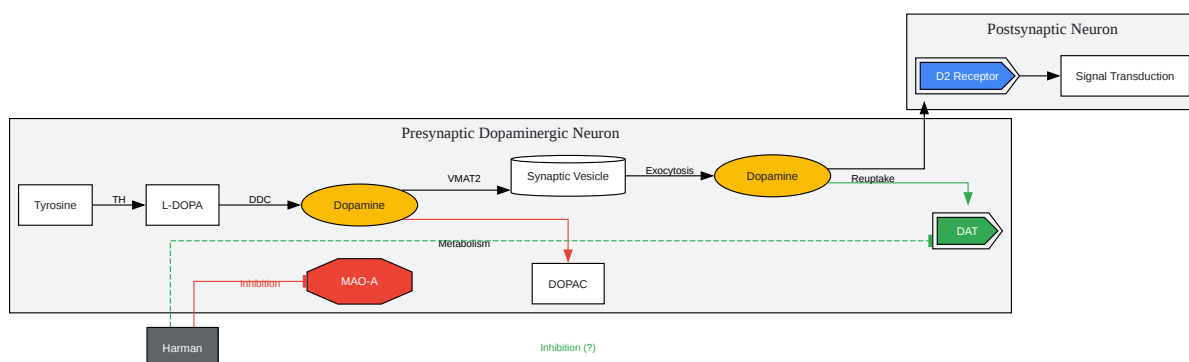 Postsynaptic Neuron
D2 Receptor
Signal Transduction
Presynaptic Dopaminergic Neuron
Tyrosine
TH
L-DOPA
DDC
Dopamine
VMAT2
Synaptic Vesicle
Exocytosis
Dopamine
Reuptake
DAT
Metabolism
DOPAC
Inhibition
MAO-A
Harman
Inhibition (?)